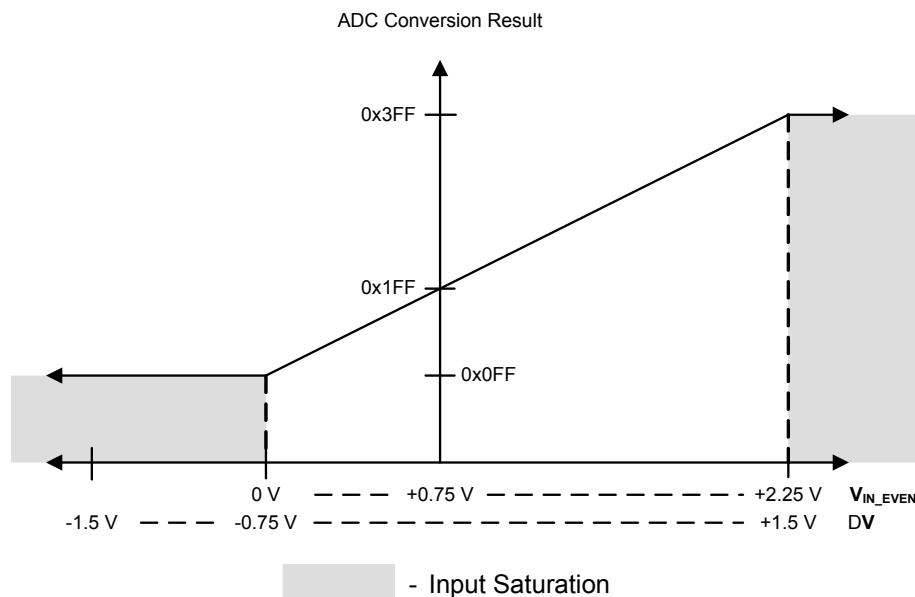 ADC Conversion Result
0x3FF
0x1FF
0x0FF
0 V +0.75 V +2.25 V VIN_EVEN
-1.5 V -0.75 V +1.5 V DV
- Input Saturation